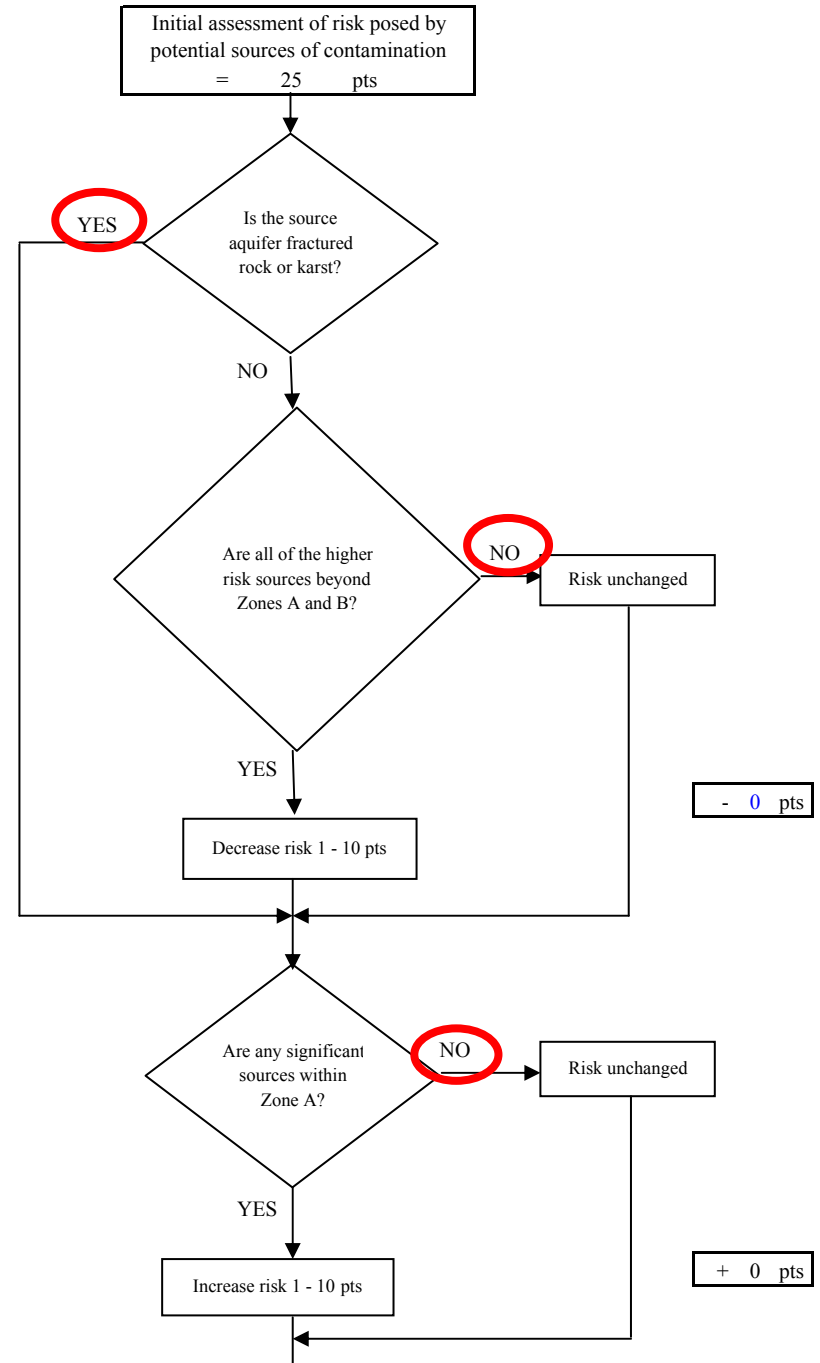 Initial assessment of risk posed by
potential sources of contamination
= 25 pts
YES
Is the source
aquifer fractured
rock or karst?
NO
Are all of the higher
risk sources beyond
Zones A and B?
NO
Risk unchanged
YES
- 0 pts
Decrease risk 1 - 10 pts
Are any significant
sources within
Zone A?
NO
Risk unchanged
YES
+ 0 pts
Increase risk 1 - 10 pts